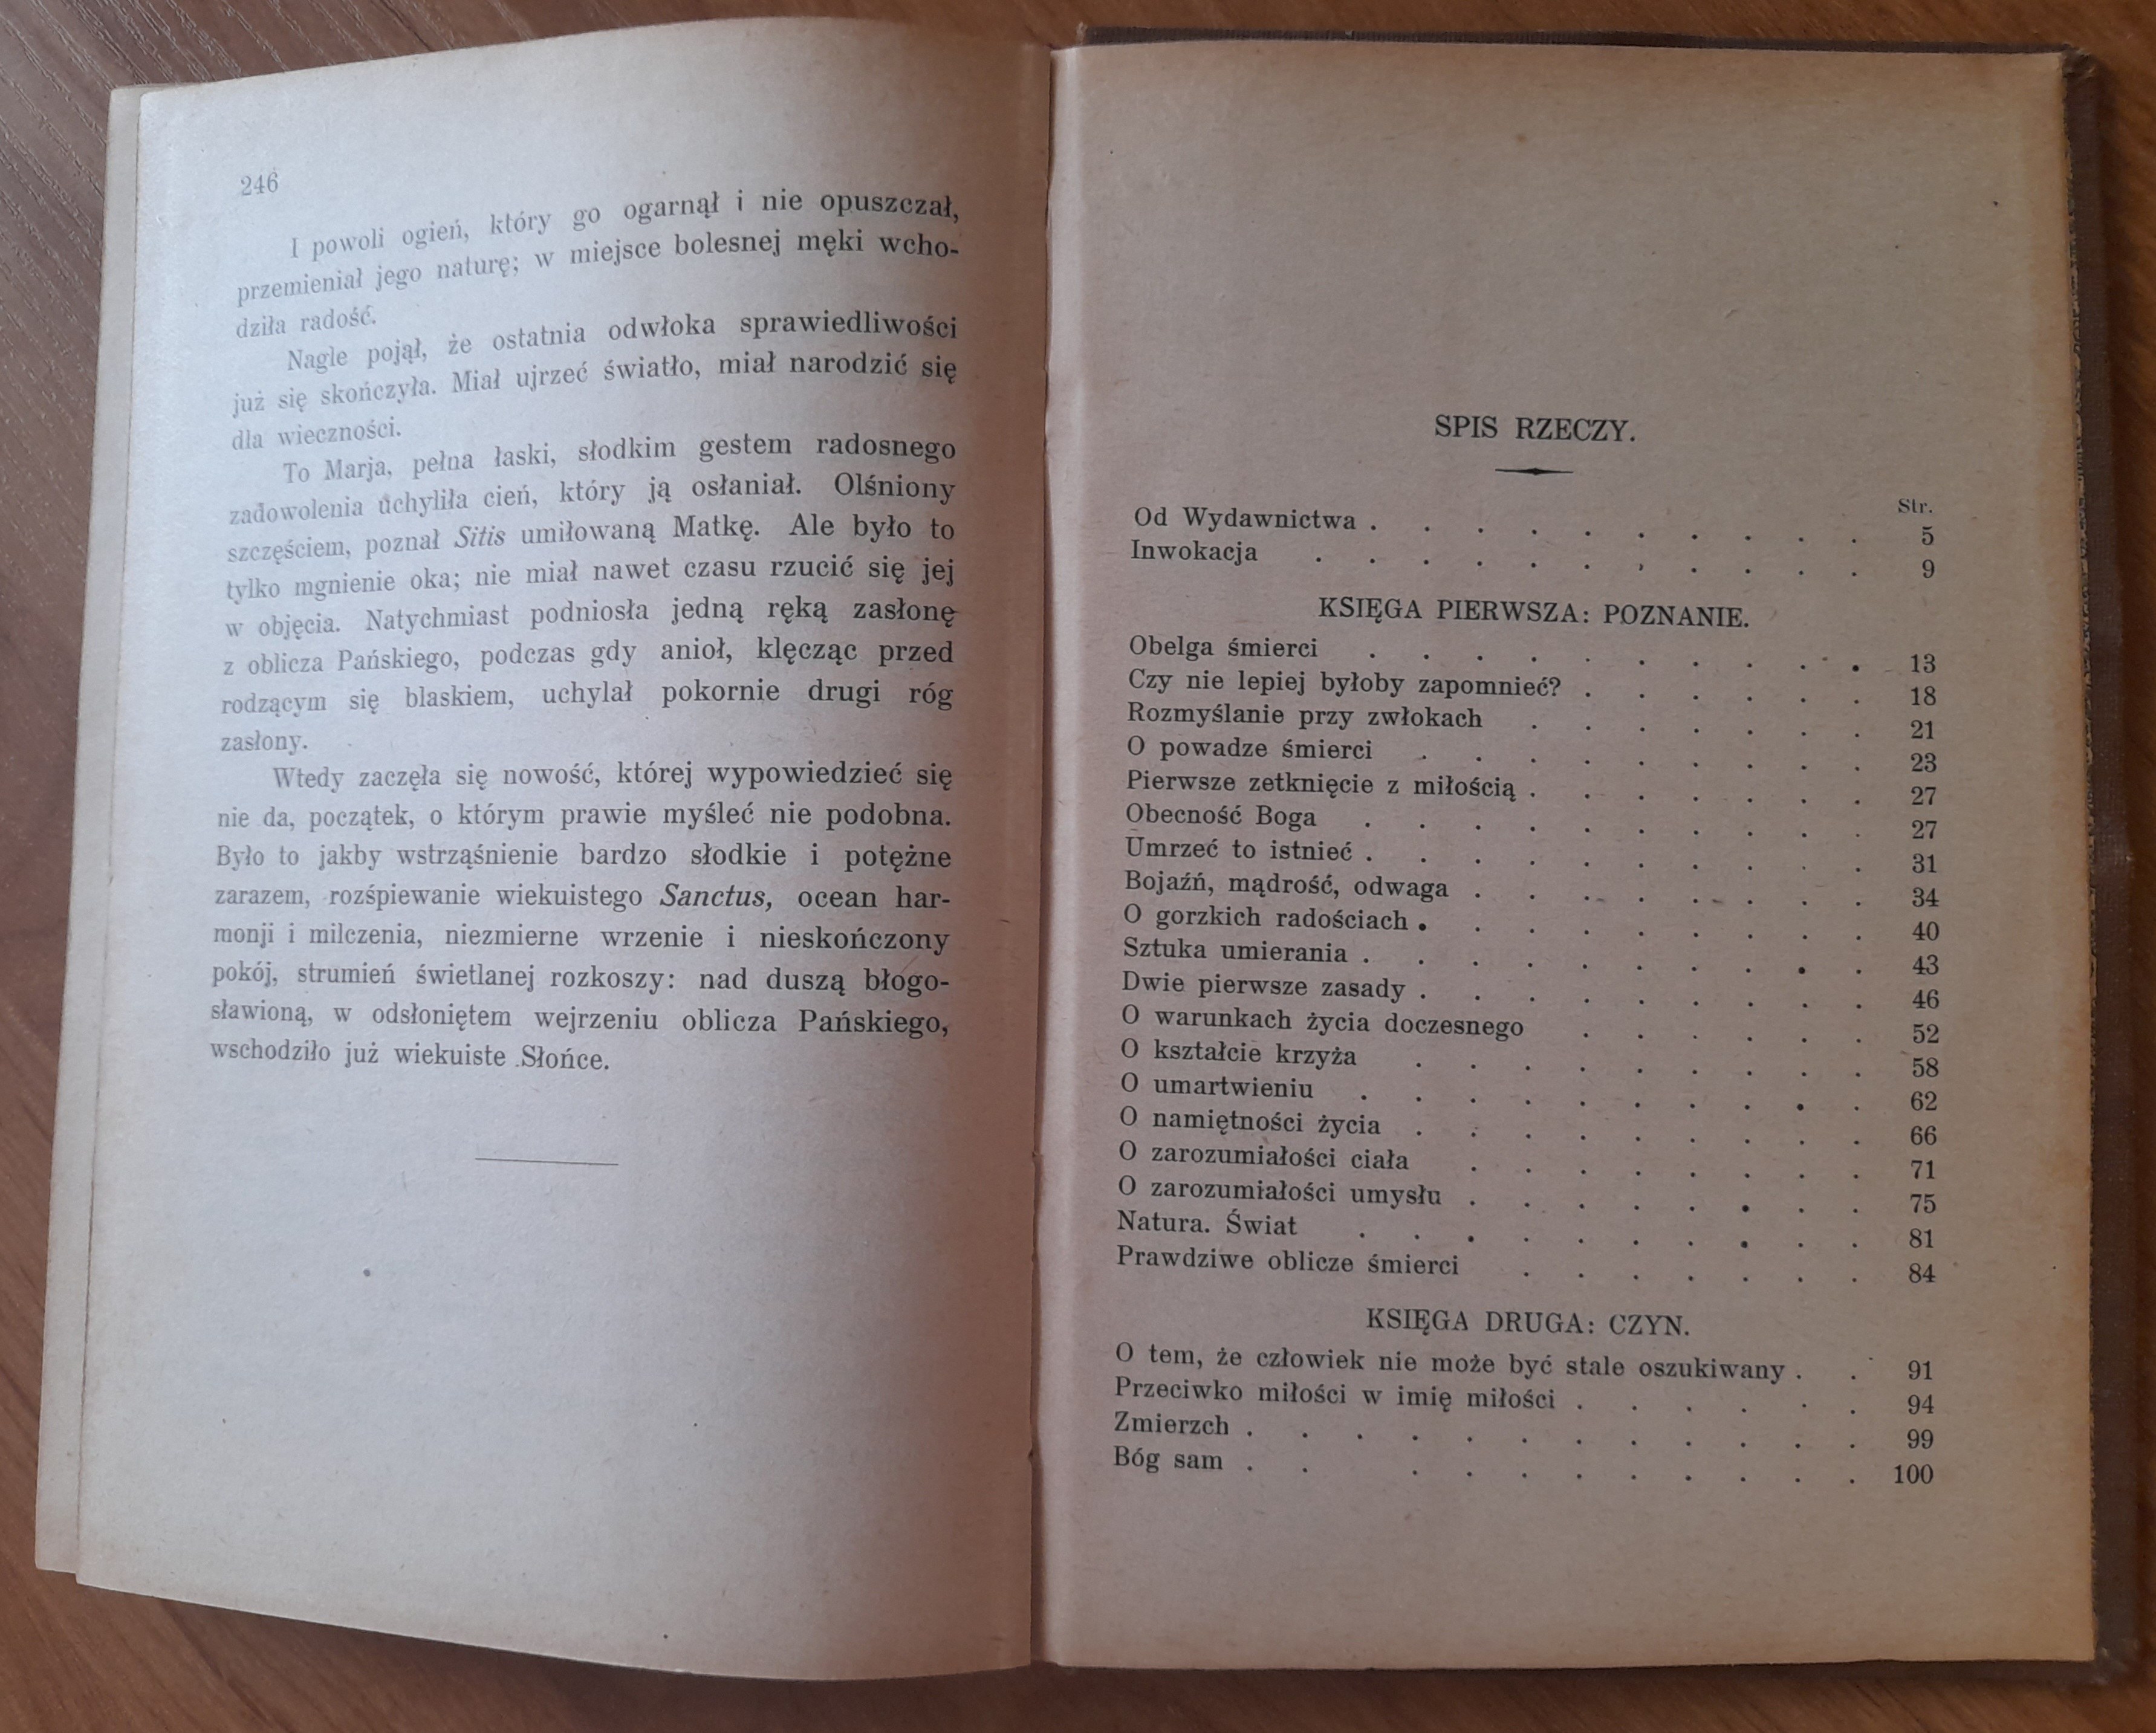 246
I powoli ogień, który go ogarnął i nie opuszczał,
przemieniał jego naturę; w miejsce bolesnej męki wcho-
dziła radość.
Nagle pojął, że ostatnia odwłoka sprawiedliwości
już się skończyła. Miał ujrzeć światło, miał narodzić się
dla wieczności.
To Marja, pełna łaski, słodkim gestem radosnego
zadowolenia uchyliła cień, który ją osłaniał. Olśniony
szczęściem, poznał Sitis umiłowaną Matkę. Ale było to
tylko mgnienie oka; nie miał nawet czasu rzucić się jej
w objęcia. Natychmiast podniosła jedną ręką zasłonę
z oblicza Pańskiego, podczas gdy anioł, klęcząc przed
rodzącym się blaskiem, uchylał pokornie drugi róg
zasłony.
Wtedy zaczęła się nowość, której wypowiedzieć się
nie da, początek, o którym prawie myśleć nie podobna.
Było to jakby wstrząśnienie bardzo słodkie i potężne
zarazem, rozśpiewanie wiekuistego Sanctus, ocean har-
monji i milczenia, niezmierne wrzenie i nieskończony
pokój, strumień świetlanej rozkoszy: nad duszą błogo-
sławioną, w odsłoniętem wejrzeniu oblicza Pańskiego,
wschodziło już wiekuiste Słońce.
SPIS RZECZY.
Str.
Od Wydawnictwa . . . . . . . . . . 5
Inwokacja . . . . . . . . . . . 9
KSIĘGA PIERWSZA: POZNANIE.
Obelga śmierci . . . . . . . . . . 13
Czy nie lepiej byłoby zapomnieć? . . . . . . 18
Rozmyślanie przy zwłokach . . . . . . . 21
O powadze śmierci . . . . . . . . . 23
Pierwsze zetknięcie z miłością . . . . . . . 27
Obecność Boga . . . . . . . . . . 27
Umrzeć to istnieć . . . . . . . . . . 31
Bojaźń, mądrość, odwaga . . . . . . . . 34
O gorzkich radościach . . . . . . . . . 40
Sztuka umierania . . . . . . . . . . 43
Dwie pierwsze zasady . . . . . . . . . 46
O warunkach życia doczesnego . . . . . . 52
O kształcie krzyża . . . . . . . . . 58
O umartwieniu . . . . . . . . . . 62
O namiętności życia . . . . . . . . . 66
O zarozumiałości ciała . . . . . . . . 71
O zarozumiałości umysłu . . . . . . . . 75
Natura. Świat . . . . . . . . . . 81
Prawdziwe oblicze śmierci . . . . . . . 84
KSIĘGA DRUGA: CZYN.
O tem, że człowiek nie może być stale oszukiwany . . 91
Przeciwko miłości w imię miłości . . . . . . 94
Zmierzch . . . . . . . . . . . . 99
Bóg sam . . . . . . . . . . . 100